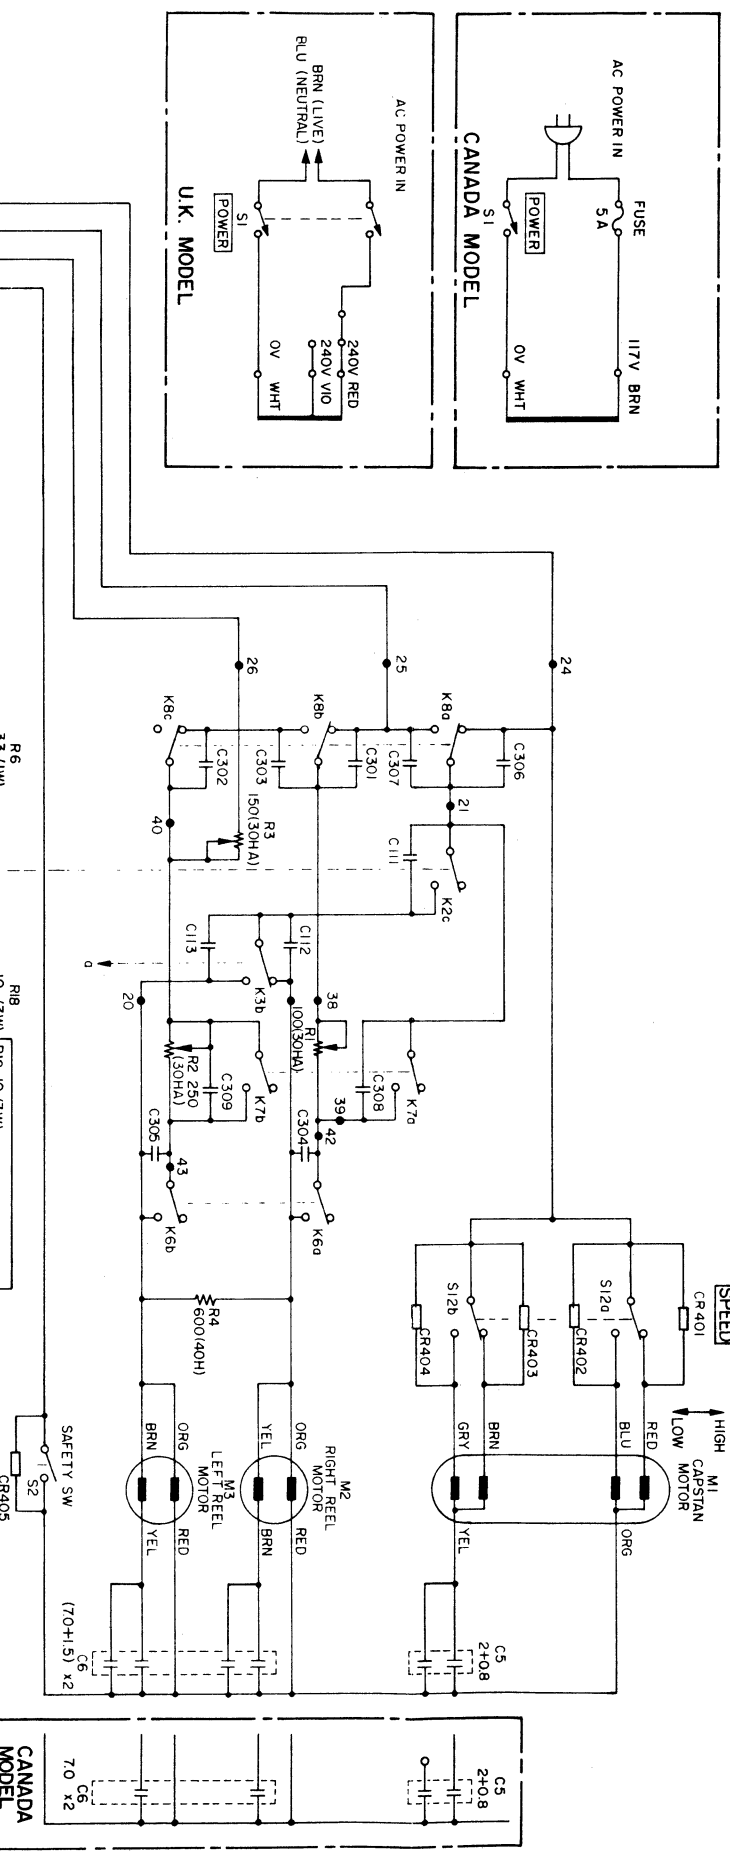 AC POWER IN
FUSE
5A
S1
POWER
117V BRN
0V WHT
CANADA MODEL
AC POWER IN
BRN (LIVE)
BLU (NEUTRAL)
S1
POWER
240V RED
240V VIO
0V WHT
U.K. MODEL
24
25
26
K8a
K8b
K8c
C306
C307
C301
C303
C302
21
40
R3
150(30HA)
C111
K2c
C113
C112
K3b
a
20
38
R1
100(30HA)
R2 250
(30HA)
C309
K7b
C308
K7a
39
42
C304
C305
43
K6a
K6b
R4
600(40H)
SPEED
CR401
S12a
CR402
CR403
S12b
CR404
HIGH
LOW
M1
CAPSTAN
MOTOR
RED
BLU
BRN
GRY
ORG
YEL
M2
RIGHT REEL
MOTOR
ORG
YEL
RED
BRN
M3
LEFT REEL
MOTOR
ORG
BRN
RED
YEL
SAFETY SW
S2
CR405
C5
2+0.8
C6
(7.0+1.5) x2
C5
2+0.8
C6
7.0 x2
CANADA
MODEL
R6
R18